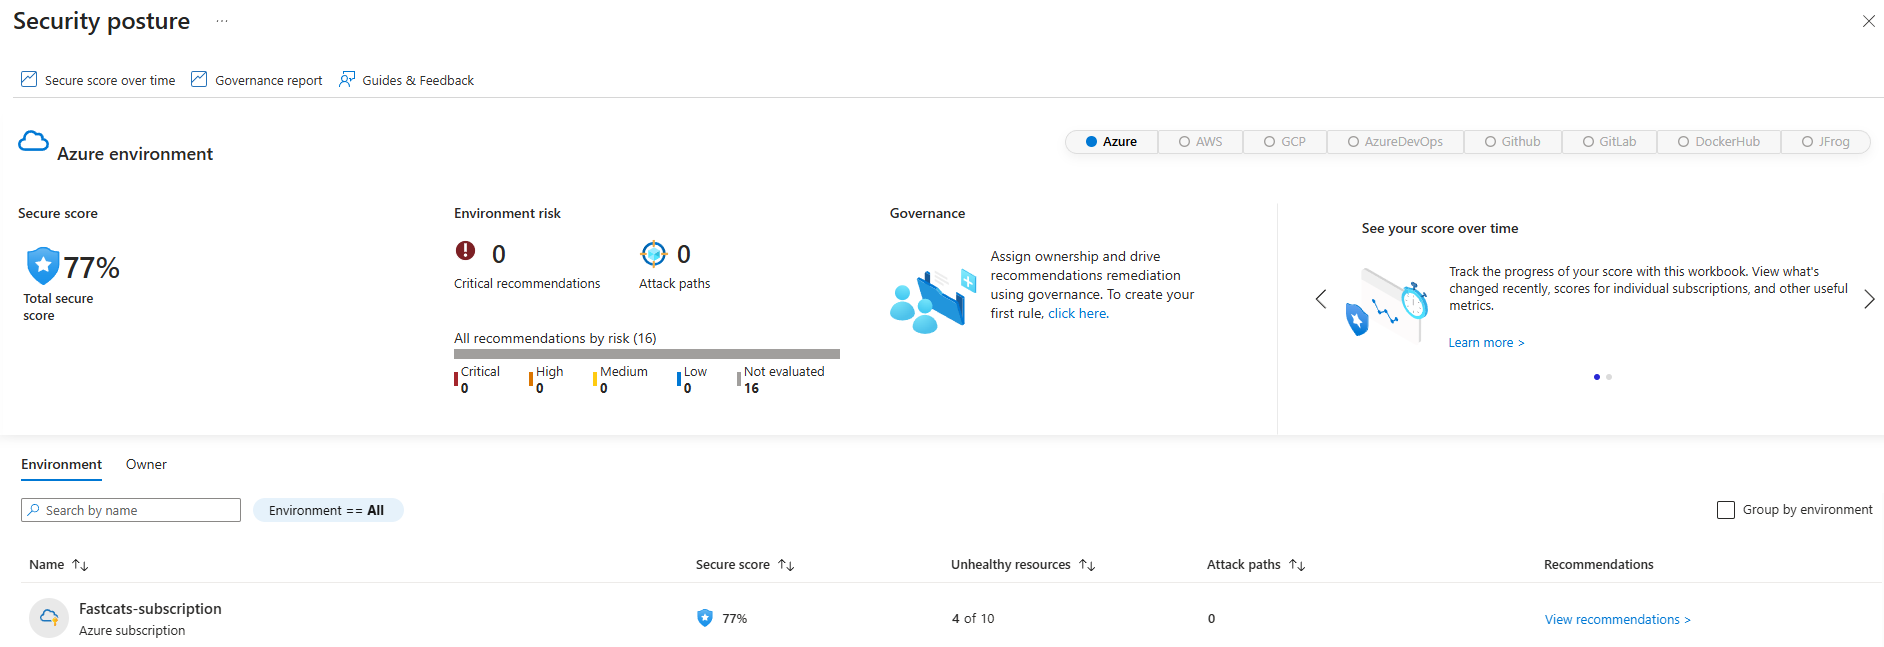 Security posture ...
Secure score over time Governance report Guides & Feedback
Azure environment
Azure AWS GCP AzureDevOps Github GitLab DockerHub JFrog
Secure score
77%
Total secure
score
Environment risk
0
Critical recommendations
0
Attack paths
All recommendations by risk (16)
Critical
0
High
0
Medium
0
Low
0
Not evaluated
16
Governance
Assign ownership and drive
recommendations remediation
using governance. To create your
first rule, click here.
See your score over time
Track the progress of your score with this workbook. View what's
changed recently, scores for individual subscriptions, and other useful
metrics.
Learn more >
Environment Owner
Search by name Environment == All Group by environment
Name Secure score Unhealthy resources Attack paths Recommendations
Fastcats-subscription
Azure subscription
77% 4 of 10 0 View recommendations >